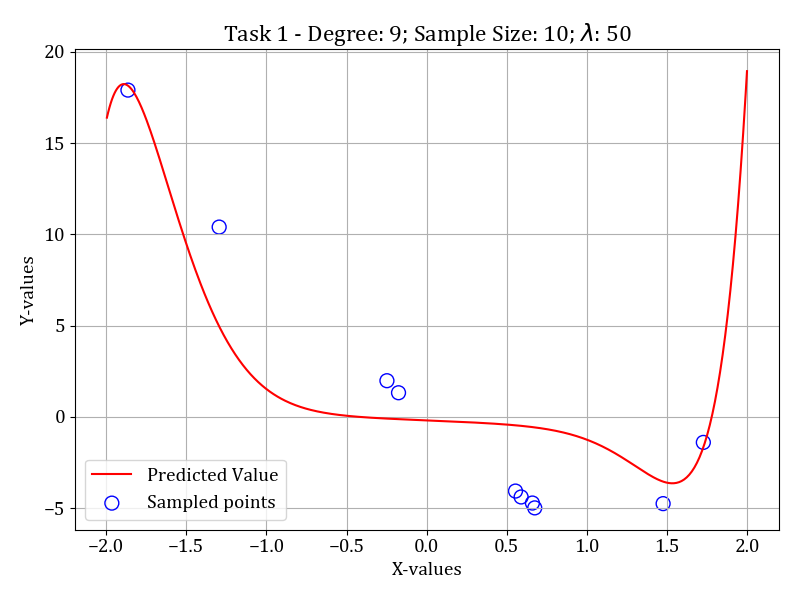 Task 1 - Degree: 9; Sample Size: 10; λ: 50
20
15
10
5
0
−5
Y-values
Predicted Value
Sampled points
−2.0 −1.5 −1.0 −0.5 0.0 0.5 1.0 1.5 2.0
X-values